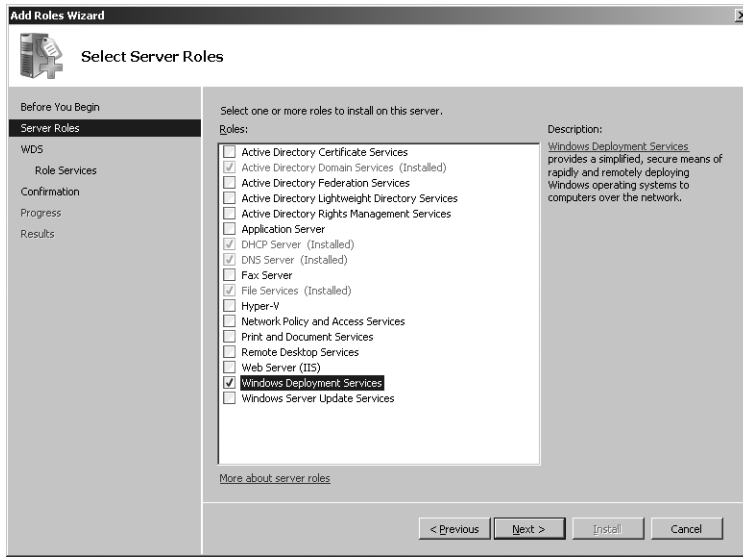 Add Roles Wizard
Select Server Roles
Before You Begin
Server Roles
WDS
Role Services
Confirmation
Progress
Results
Select one or more roles to install on this server.
Roles:
Active Directory Certificate Services
Active Directory Domain Services (Installed)
Active Directory Federation Services
Active Directory Lightweight Directory Services
Active Directory Rights Management Services
Application Server
DHCP Server (Installed)
DNS Server (Installed)
Fax Server
File Services (Installed)
Hyper-V
Network Policy and Access Services
Print and Document Services
Remote Desktop Services
Web Server (IIS)
Windows Deployment Services
Windows Server Update Services
More about server roles
Description:
Windows Deployment Services
provides a simplified, secure means of
rapidly and remotely deploying
Windows operating systems to
computers over the network.
< Previous
Next >
Install
Cancel